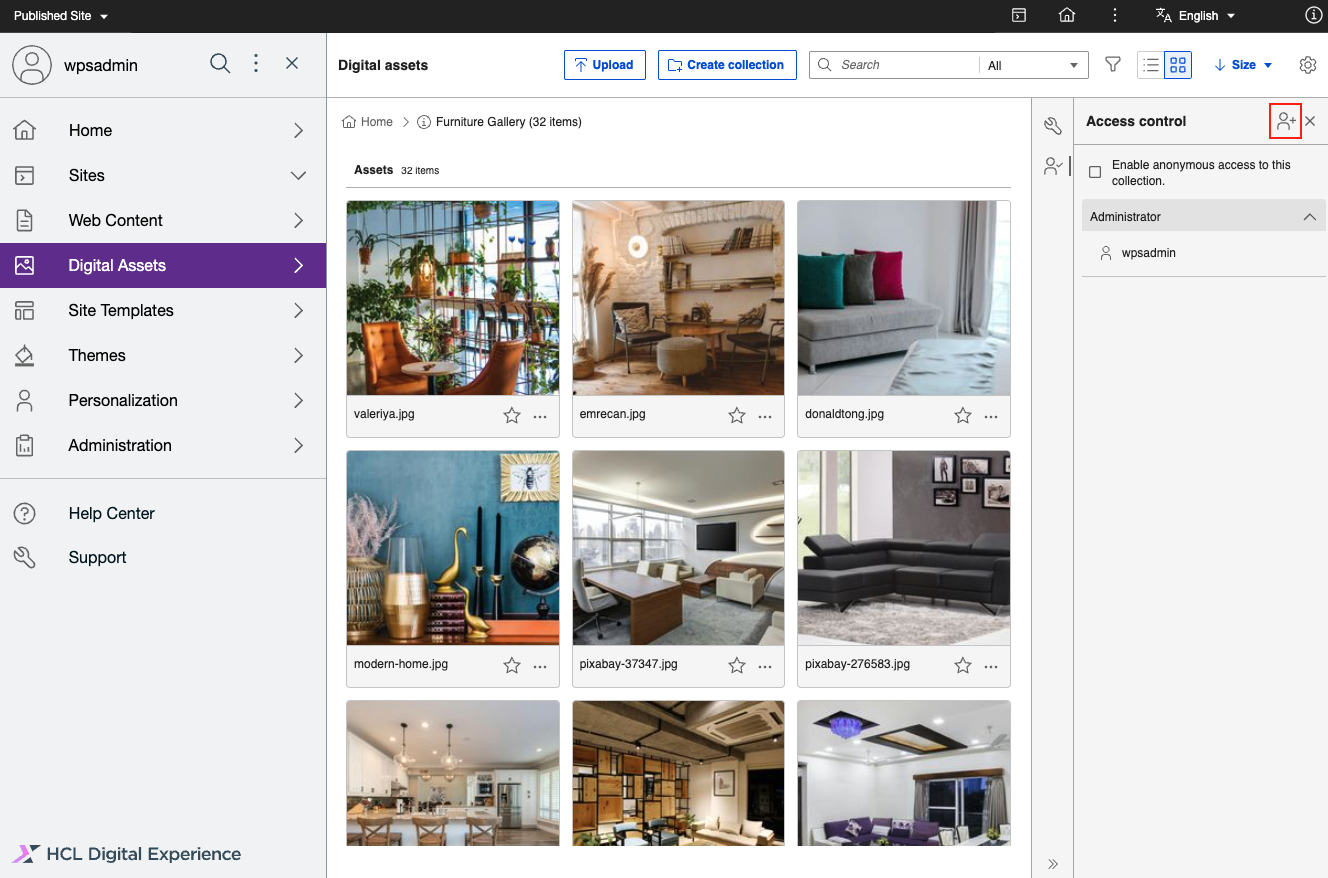 Published Site
English
wpsadmin
Home
Sites
Web Content
Digital Assets
Site Templates
Themes
Personalization
Administration
Help Center
Support
HCL Digital Experience
Digital assets
Upload
Create collection
Search
All
Size
Home
Furniture Gallery (32 items)
Assets 32 items
valeriya.jpg
emrecan.jpg
donaldtong.jpg
modern-home.jpg
pixabay-37347.jpg
pixabay-276583.jpg
Access control
Enable anonymous access to this
collection.
Administrator
wpsadmin